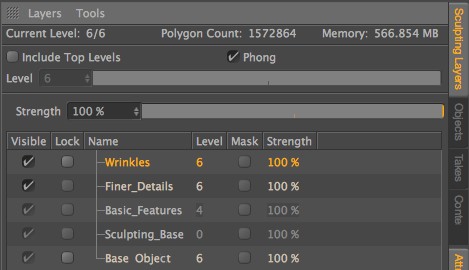 Layers Tools
Current Level: 6/6 Polygon Count: 1572864 Memory: 566.854 MB
Include Top Levels Phong
Level 6
Strength 100 %
Visible Lock Name Level Mask Strength
Wrinkles 6 100 %
Finer_Details 6 100 %
Basic_Features 4 100 %
Sculpting_Base 0 100 %
Base Object 6 100 %
Sculpting Layers
Objects
Takes
Conte
Attr